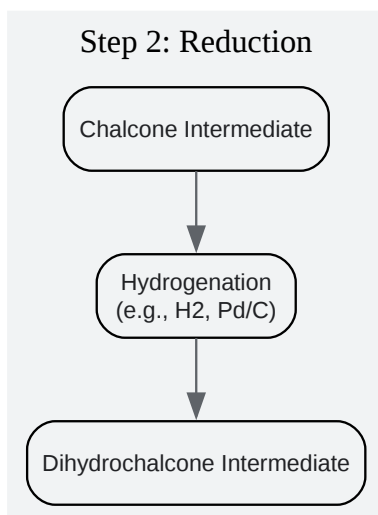 Step 2: Reduction
Chalcone Intermediate
Hydrogenation
(e.g., H2, Pd/C)
Dihydrochalcone Intermediate